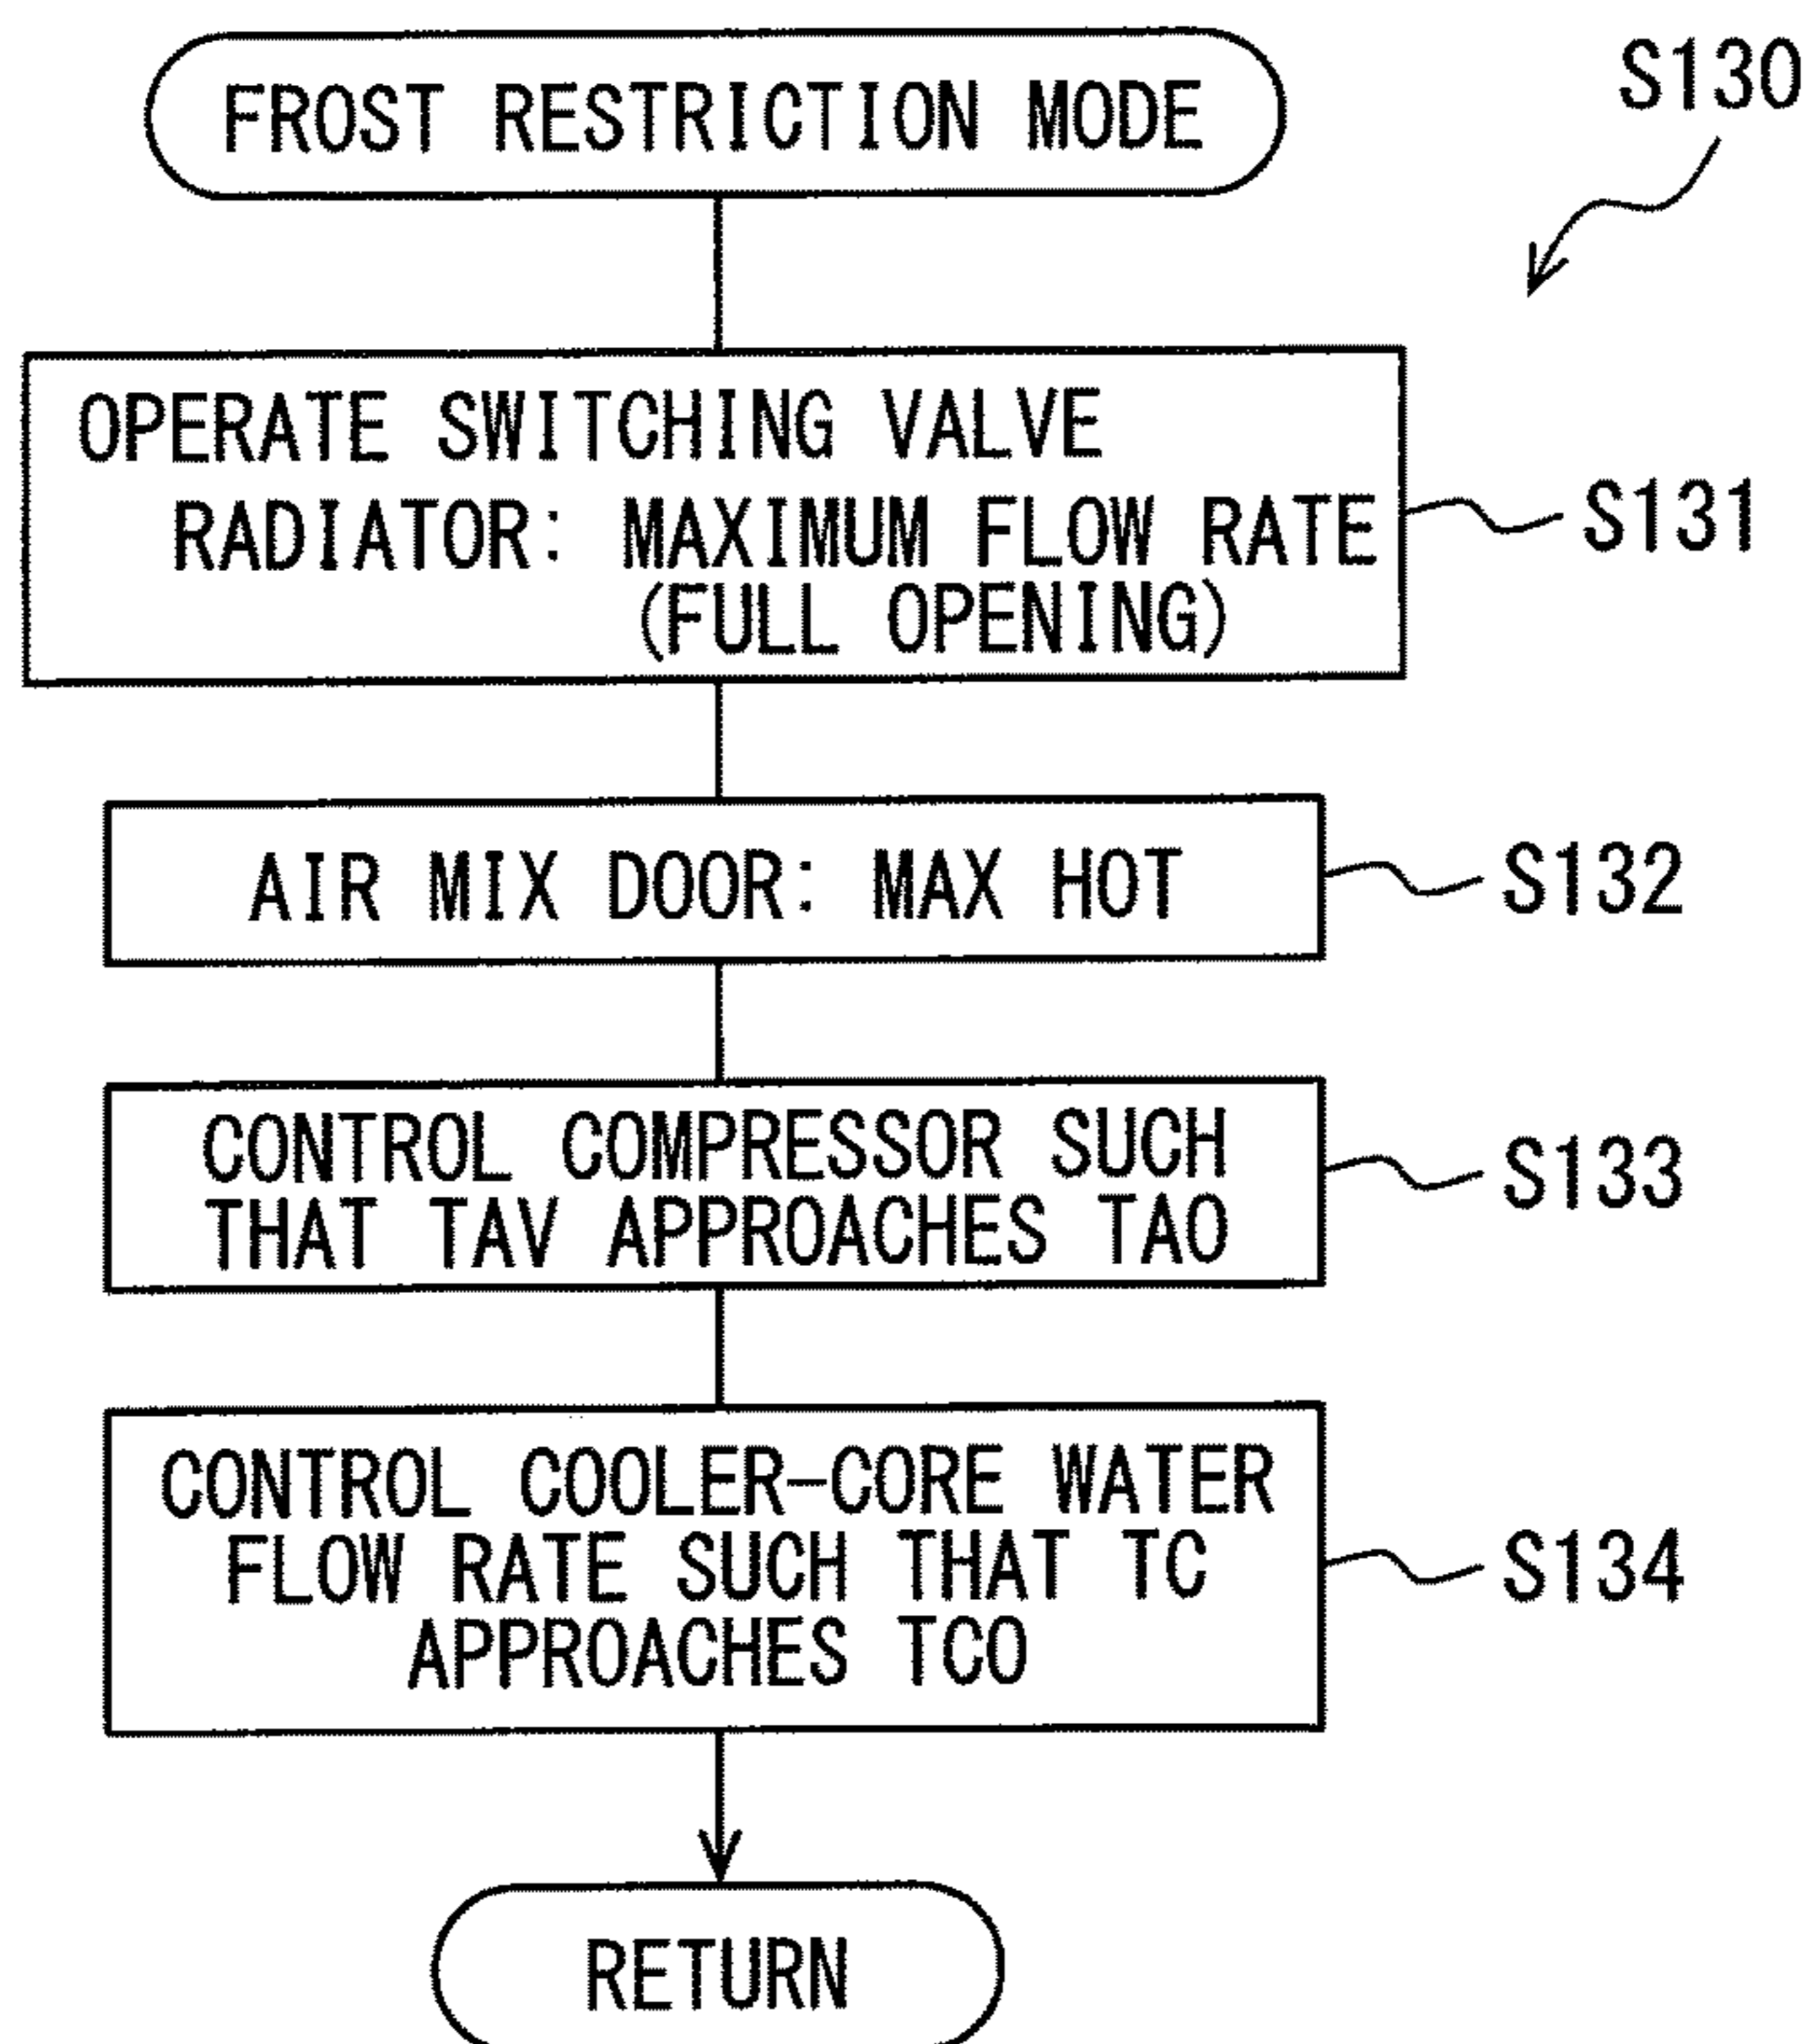 FROST RESTRICTION MODE
S130
OPERATE SWITCHING VALVE
RADIATOR: MAXIMUM FLOW RATE
(FULL OPENING)
S131
AIR MIX DOOR: MAX HOT
S132
CONTROL COMPRESSOR SUCH
THAT TAV APPROACHES TAO
S133
CONTROL COOLER-CORE WATER
FLOW RATE SUCH THAT TC
APPROACHES TCO
S134
RETURN